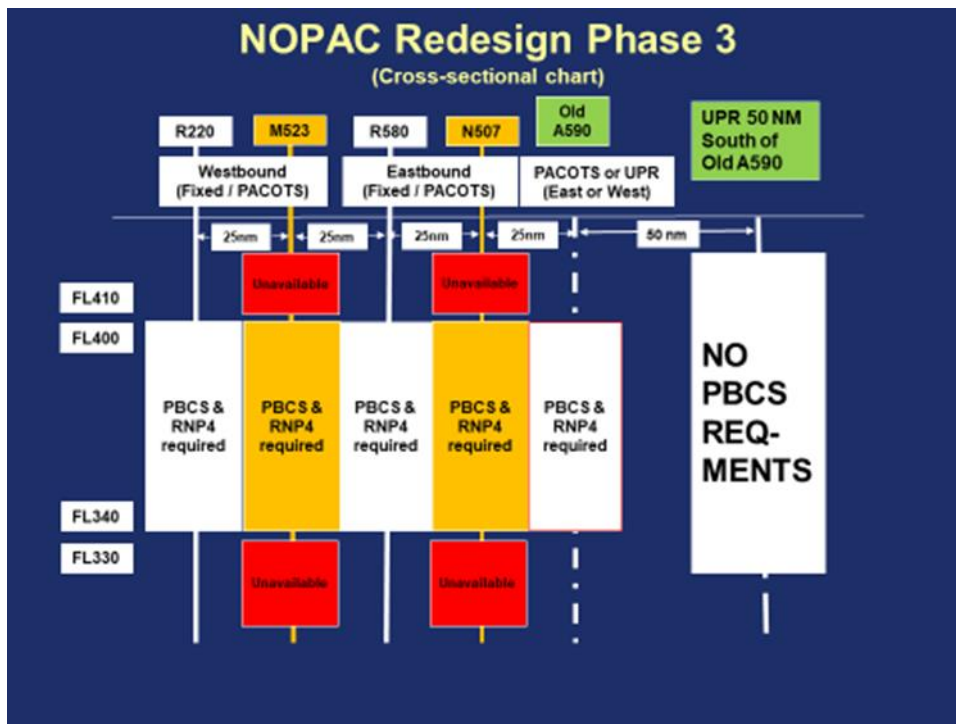 NOPAC Redesign Phase 3
(Cross-sectional chart)
R220
M523
R580
N507
Old
A590
UPR 50 NM
South of
Old A590
Westbound
(Fixed / PACOTS)
Eastbound
(Fixed / PACOTS)
PACOTS or UPR
(East or West)
25nm
25nm
25nm
25nm
50 nm
Unavailable
Unavailable
FL410
FL400
PBCS &
RNP4
required
PBCS &
RNP4
required
PBCS &
RNP4
required
PBCS &
RNP4
required
PBCS &
RNP4
required
NO
PBCS
REQ-
MENTS
FL340
FL330
Unavailable
Unavailable